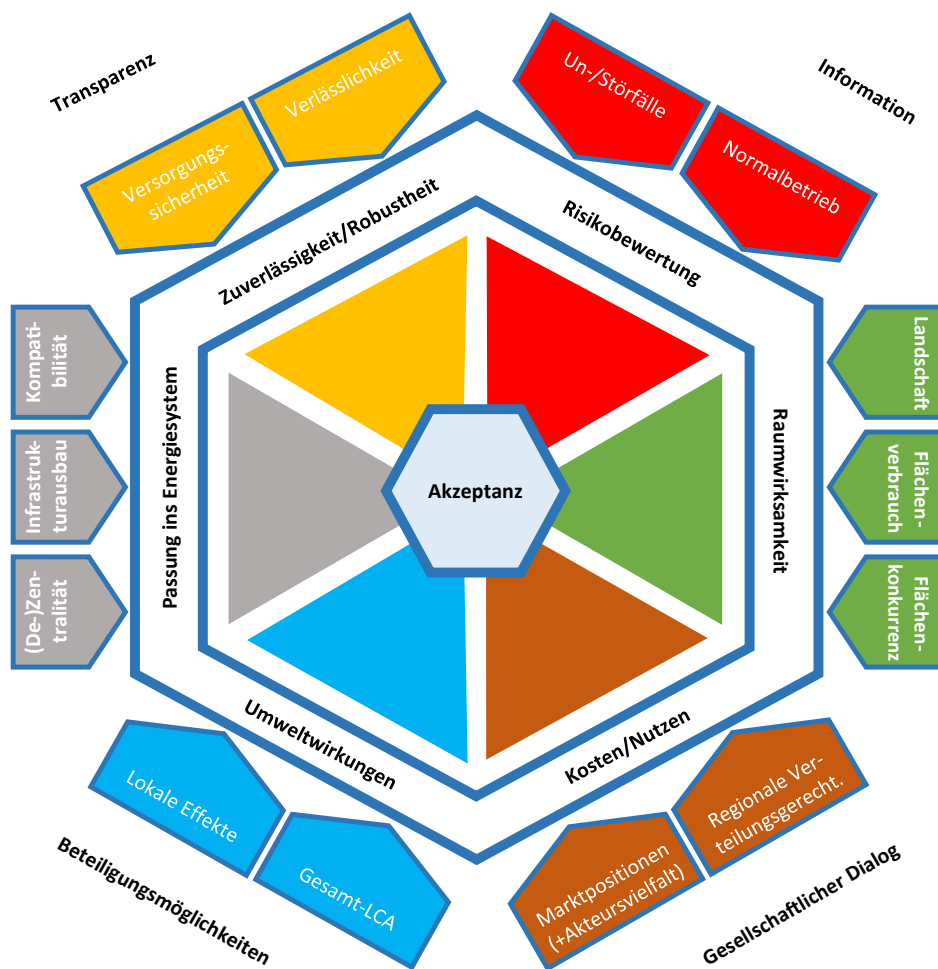 Transparenz
Information
Verlässlichkeit
Versorgungs-
sicherheit
Un-/Störfälle
Normalbetrieb
Zuverlässigkeit/Robustheit
Risikobewertung
Kompati-
bilität
Infrastruk-
turausbau
(De-)Zen-
tralität
Passung ins Energiesystem
Akzeptanz
Raumwirksamkeit
Landschaft
Flächen-
verbrauch
Flächen-
konkurrenz
Umweltwirkungen
Kosten/Nutzen
Lokale Effekte
Gesamt-LCA
Marktpositionen
(+Akteursvielfalt)
Regionale Ver-
teilungsgerecht.
Beteiligungsmöglichkeiten
Gesellschaftlicher Dialog